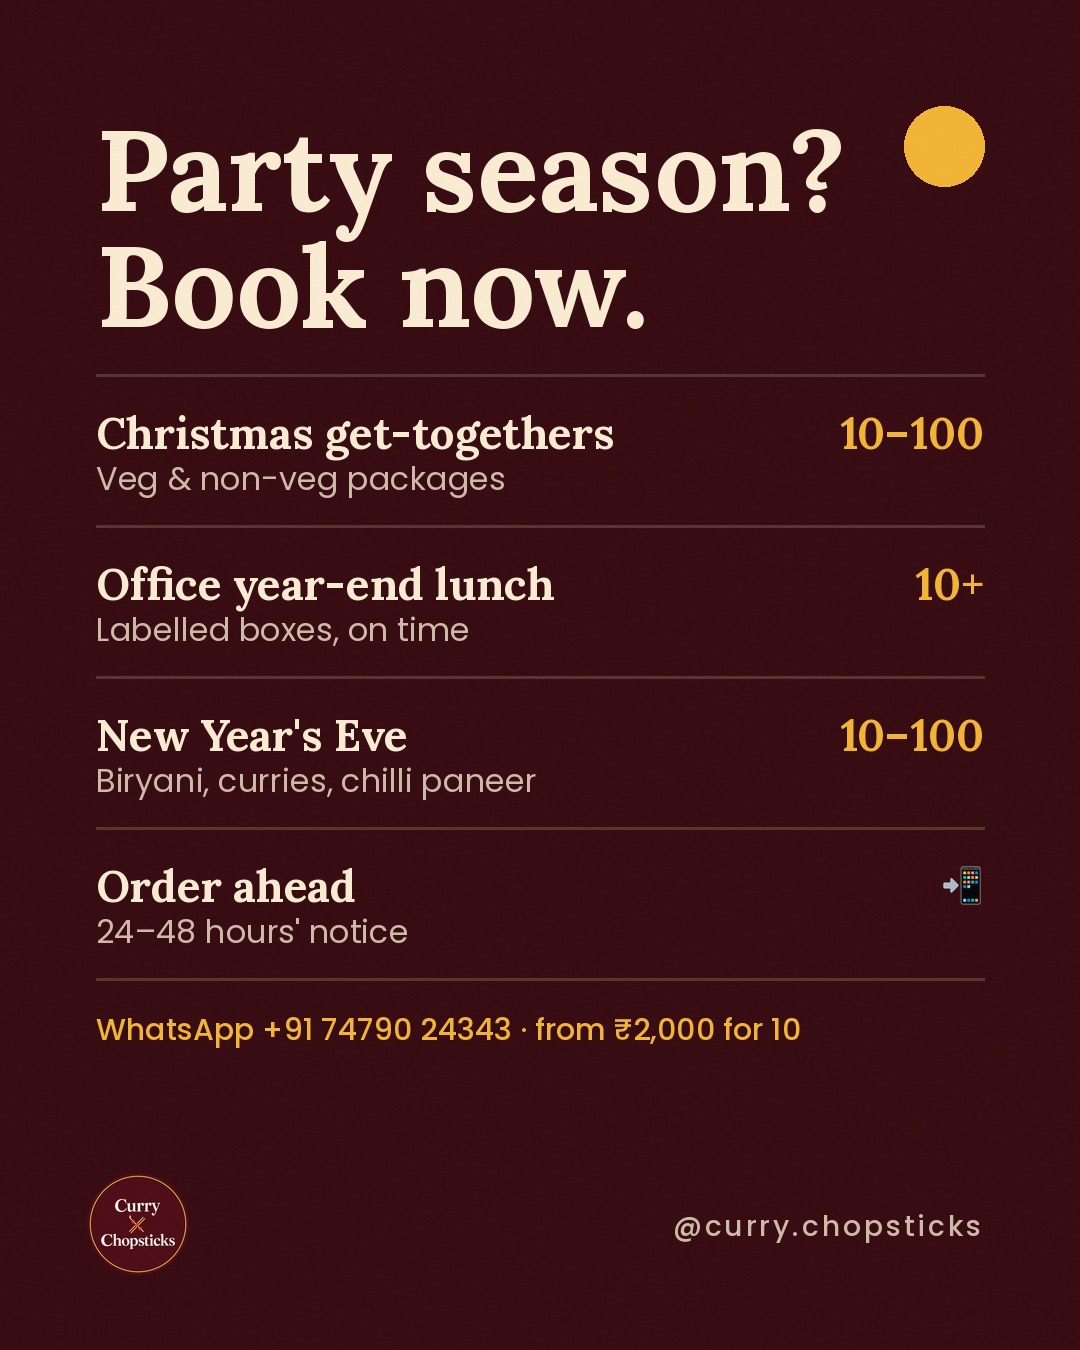 Party season?
Book now.
Christmas get-togethers 10–100
Veg & non-veg packages
Office year-end lunch 10+
Labelled boxes, on time
New Year's Eve 10–100
Biryani, curries, chilli paneer
Order ahead 📲
24–48 hours' notice
WhatsApp +91 74790 24343 · from ₹2,000 for 10
Curry
Chopsticks
@curry.chopsticks